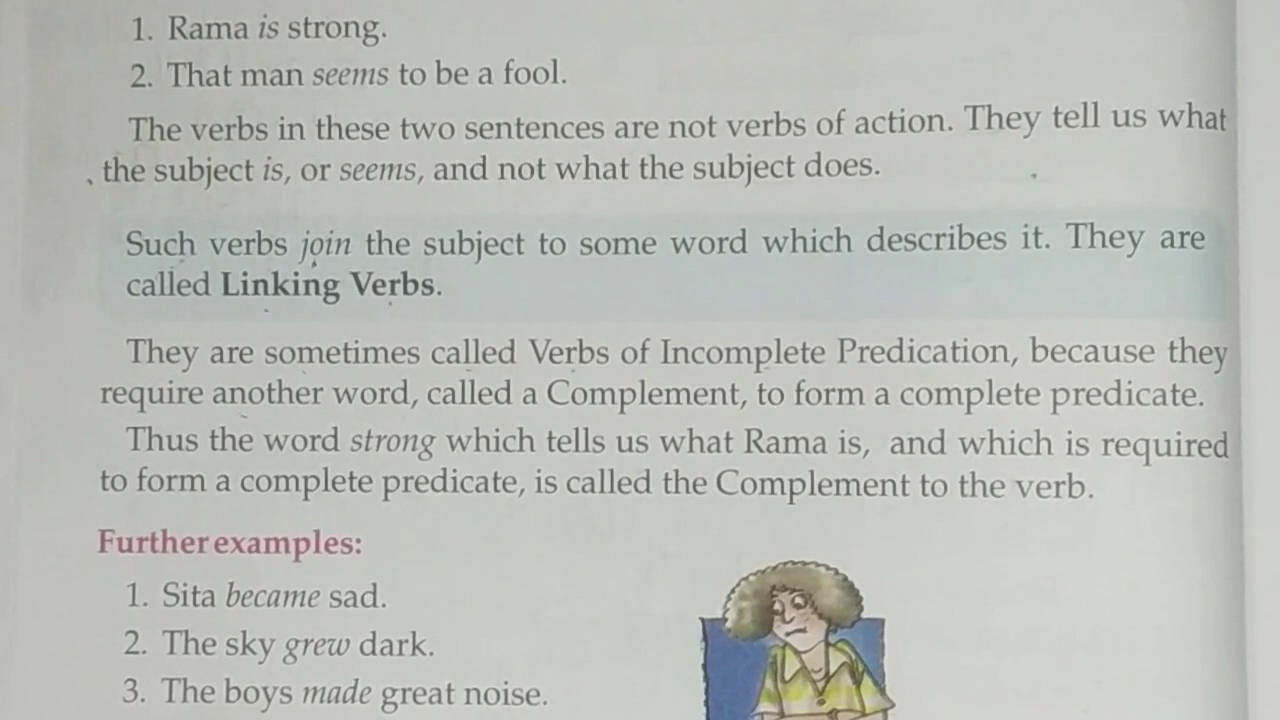 1. Rama is strong.
2. That man seems to be a fool.
The verbs in these two sentences are not verbs of action. They tell us what
the subject is, or seems, and not what the subject does.
Such verbs join the subject to some word which describes it. They are
called Linking Verbs.
They are sometimes called Verbs of Incomplete Predication, because they
require another word, called a Complement, to form a complete predicate.
Thus the word strong which tells us what Rama is, and which is required
to form a complete predicate, is called the Complement to the verb.
Further examples:
1. Sita became sad.
2. The sky grew dark.
3. The boys made great noise.